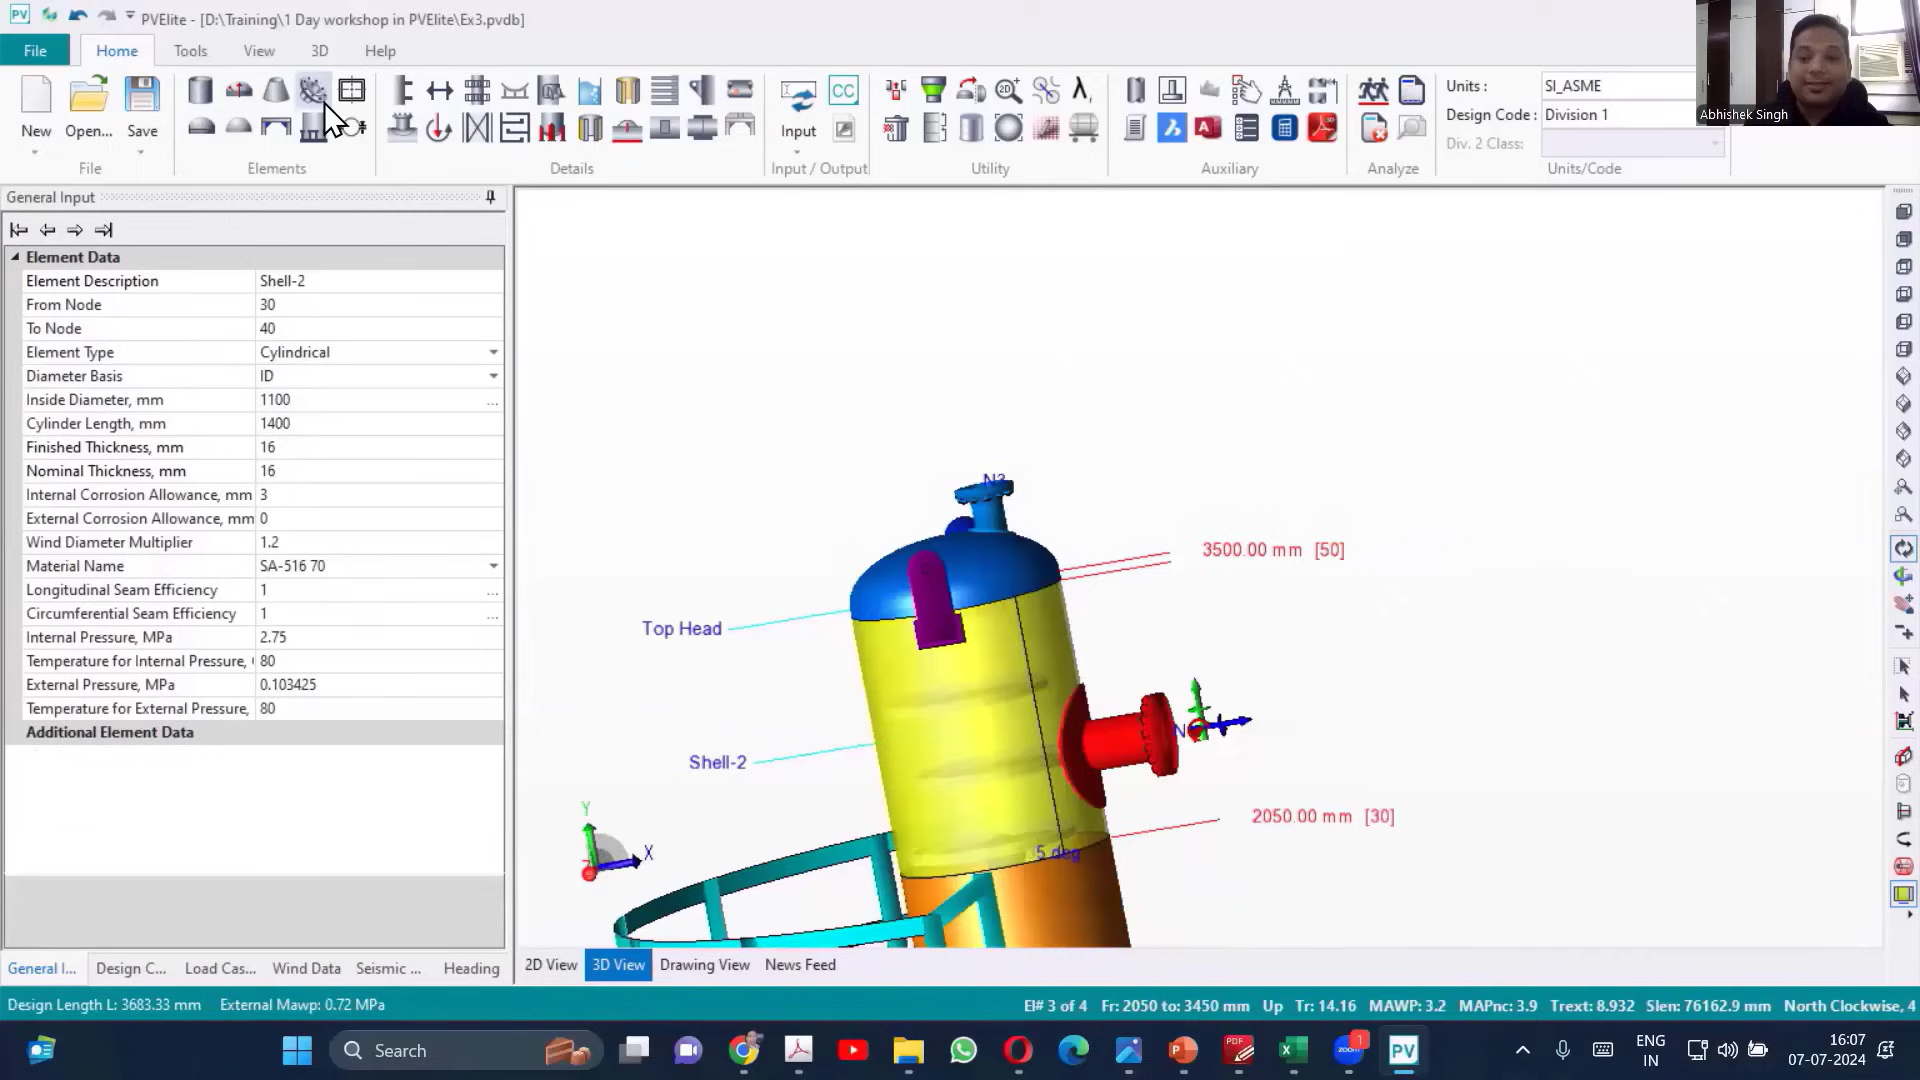 PV
PVElite - [D:\Training\1 Day workshop in PVElite\Ex3.pvdb]
File Home Tools View 3D Help
New Open... Save
File
Elements
Details
Input
CC
Input / Output
Utility
Auxiliary
Analyze
Units : SI_ASME
Design Code : Division 1
Div. 2 Class:
Units/Code
Abhishek Singh
General Input
Element Data
Element Description Shell-2
From Node 30
To Node 40
Element Type Cylindrical
Diameter Basis ID
Inside Diameter, mm 1100 ...
Cylinder Length, mm 1400
Finished Thickness, mm 16
Nominal Thickness, mm 16
Internal Corrosion Allowance, mm 3
External Corrosion Allowance, mm 0
Wind Diameter Multiplier 1.2
Material Name SA-516 70
Longitudinal Seam Efficiency 1 ...
Circumferential Seam Efficiency 1 ...
Internal Pressure, MPa 2.75
Temperature for Internal Pressure, 80
External Pressure, MPa 0.103425
Temperature for External Pressure, 80
Additional Element Data
3500.00 mm [50]
Top Head
Shell-2
2050.00 mm [30]
5 deg
Y
X
General I... Design C... Load Cas... Wind Data Seismic ... Heading
2D View 3D View Drawing View News Feed
Design Length L: 3683.33 mm External Mawp: 0.72 MPa
El# 3 of 4 Fr: 2050 to: 3450 mm Up Tr: 14.16 MAWP: 3.2 MAPnc: 3.9 Trext: 8.932 Slen: 76162.9 mm North Clockwise, 4
Search
zoom 1
PDF
PV
ENG
IN
16:07
07-07-2024